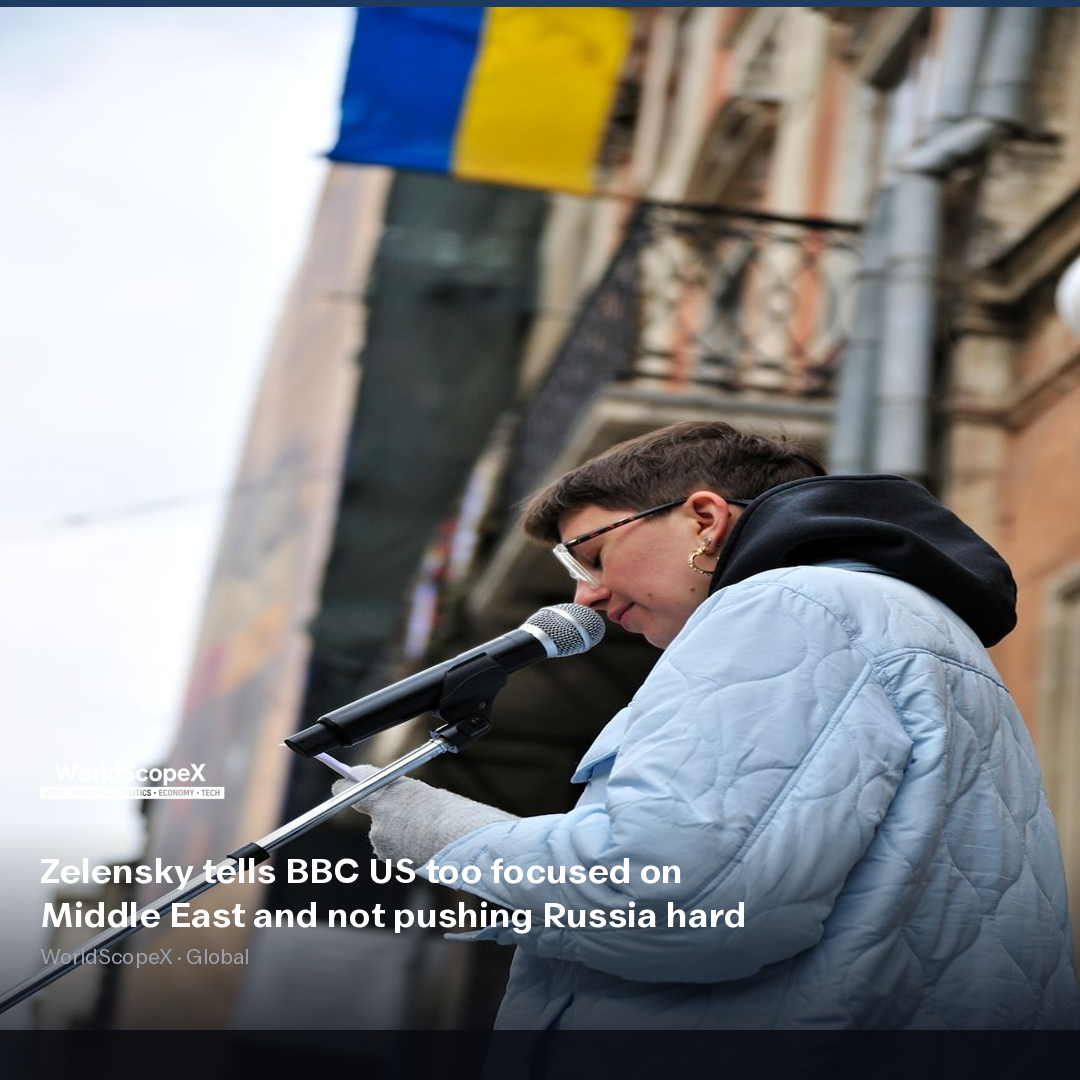 WorldScopeX
POLITICS • ECONOMY • TECH
Zelensky tells BBC US too focused on
Middle East and not pushing Russia hard
WorldScopeX · Global